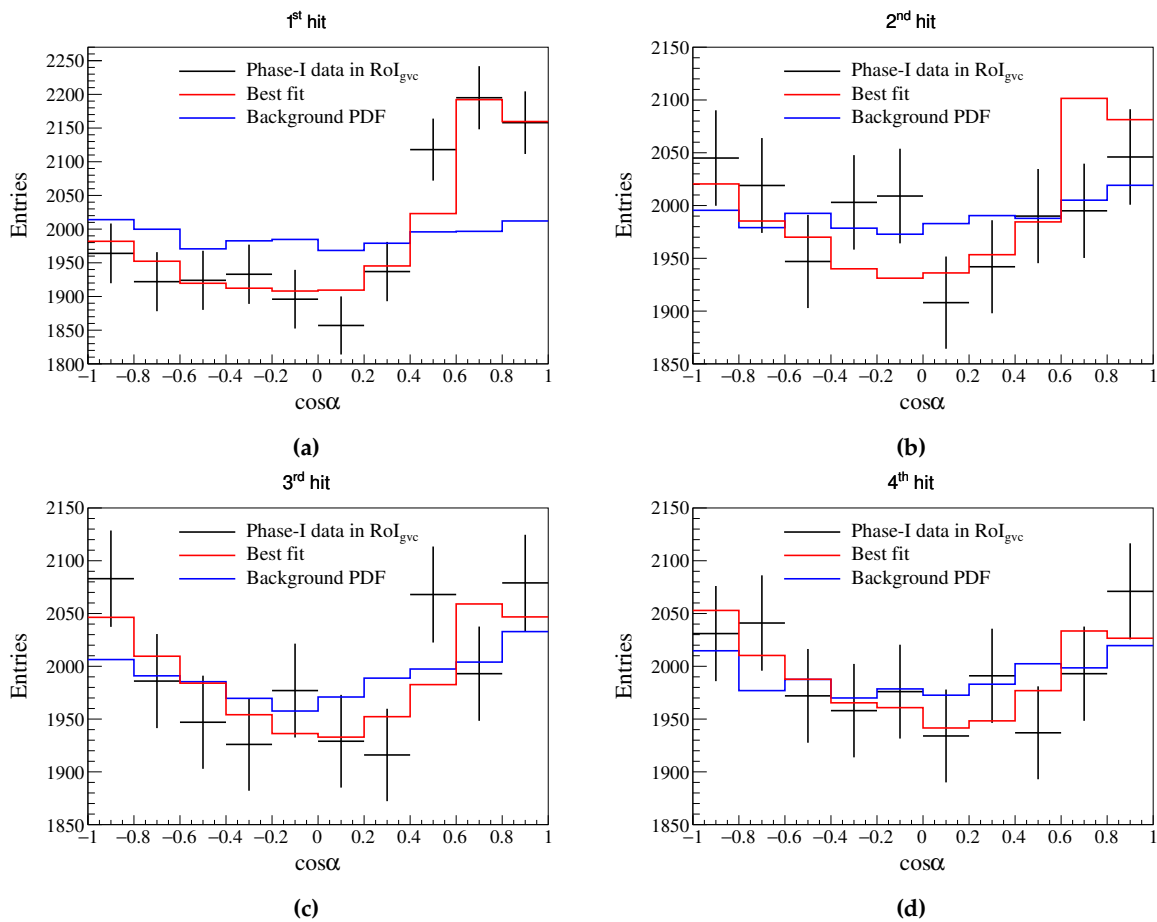 1st hit
2250
2200
2150
2100
2050
2000
1950
1900
1850
1800
Entries
Phase-I data in RoIgvc
Best fit
Background PDF
−1 −0.8 −0.6 −0.4 −0.2 0 0.2 0.4 0.6 0.8 1
cosα
(a)
2nd hit
2150
2100
2050
2000
1950
1900
1850
Entries
Phase-I data in RoIgvc
Best fit
Background PDF
−1 −0.8 −0.6 −0.4 −0.2 0 0.2 0.4 0.6 0.8 1
cosα
(b)
3rd hit
2150
2100
2050
2000
1950
1900
1850
Entries
Phase-I data in RoIgvc
Best fit
Background PDF
−1 −0.8 −0.6 −0.4 −0.2 0 0.2 0.4 0.6 0.8 1
cosα
(c)
4th hit
2150
2100
2050
2000
1950
1900
1850
Entries
Phase-I data in RoIgvc
Best fit
Background PDF
−1 −0.8 −0.6 −0.4 −0.2 0 0.2 0.4 0.6 0.8 1
cosα
(d)